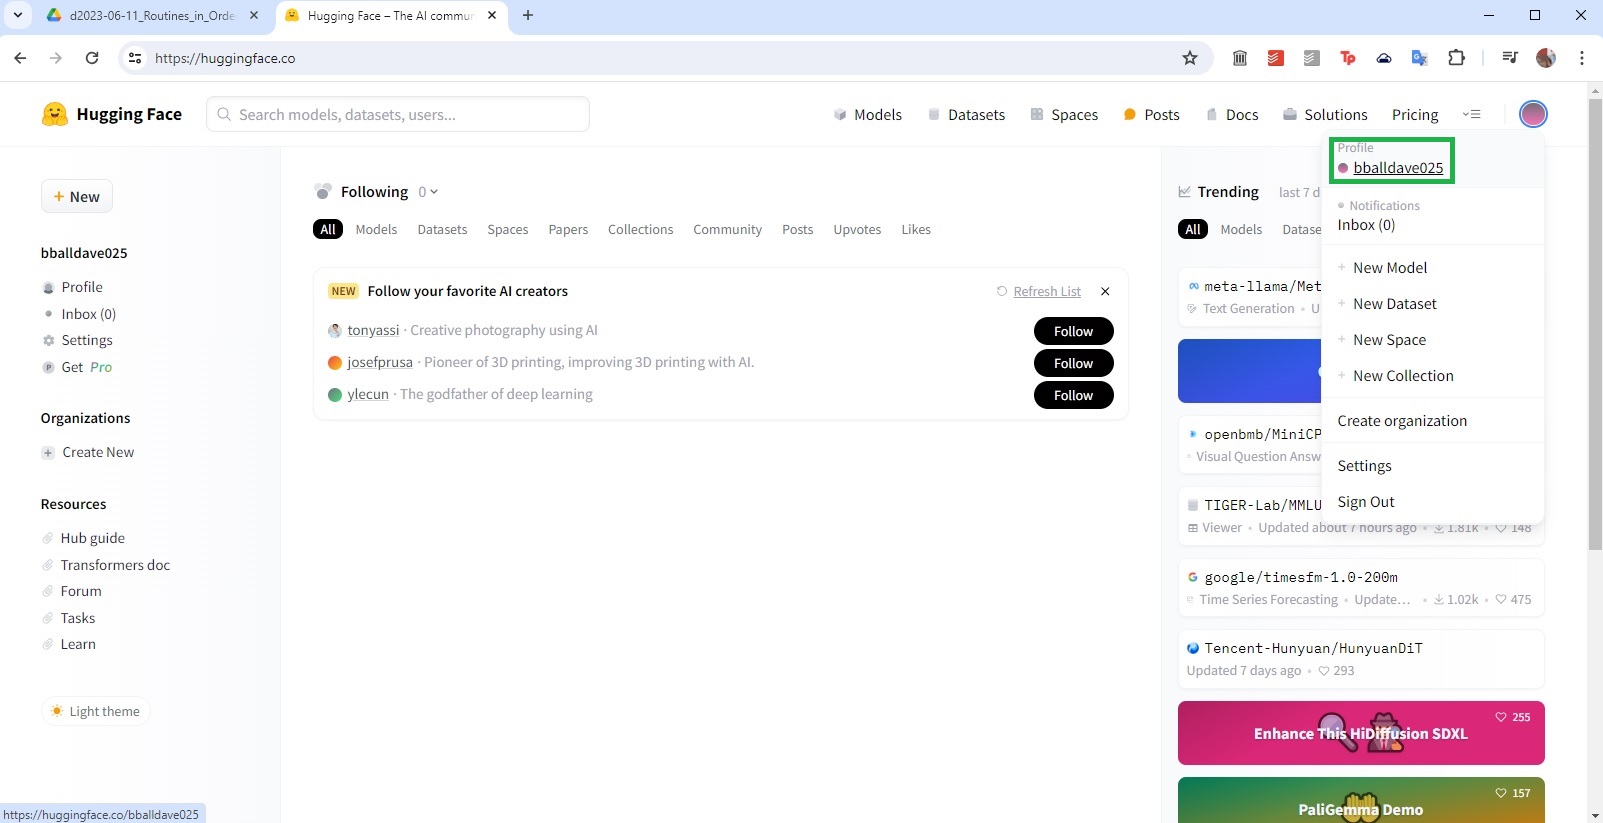 d2023-06-11_Routines_in_Orde
Hugging Face – The AI commun
https://huggingface.co
Hugging Face
Search models, datasets, users...
Models
Datasets
Spaces
Posts
Docs
Solutions
Pricing
+ New
bballdave025
Profile
Inbox (0)
Settings
Get Pro
Organizations
Create New
Resources
Hub guide
Transformers doc
Forum
Tasks
Learn
Light theme
Following 0
All Models Datasets Spaces Papers Collections Community Posts Upvotes Likes
NEW Follow your favorite AI creators
Refresh List
tonyassi · Creative photography using AI
Follow
josefprusa · Pioneer of 3D printing, improving 3D printing with AI.
Follow
ylecun · The godfather of deep learning
Follow
Trending last 7 d
All Models Datase
meta-llama/Met
Text Generation • U
openbmb/MiniCP
Visual Question Answ
TIGER-Lab/MMLU
Viewer • Updated about 7 hours ago • 1.81k • 148
google/timesfm-1.0-200m
Time Series Forecasting • Update... • 1.02k • 475
Tencent-Hunyuan/HunyuanDiT
Updated 7 days ago • 293
255
Enhance This HiDiffusion SDXL
157
PaliGemma Demo
Profile
bballdave025
Notifications
Inbox (0)
New Model
New Dataset
New Space
New Collection
Create organization
Settings
Sign Out
https://huggingface.co/bballdave025